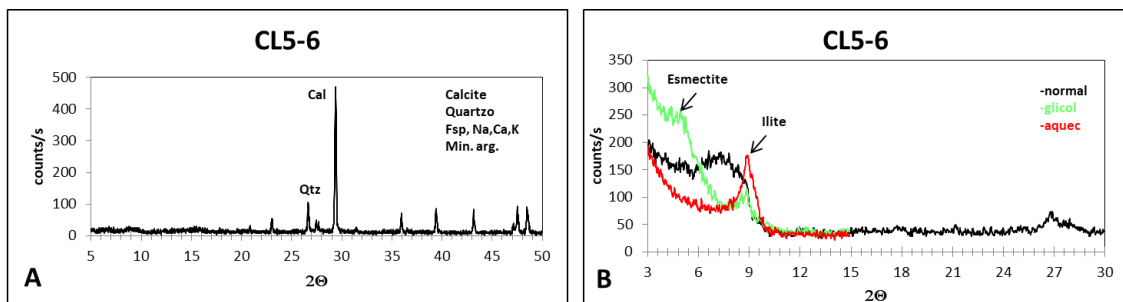 CL5-6
500
400
300
200
100
0
counts/s
Cal
Qtz
Calcite
Quartzo
Fsp, Na,Ca,K
Min. arg.
5 10 15 20 25 30 35 40 45 50
2Θ
A
CL5-6
350
300
250
200
150
100
50
0
counts/s
Esmectite
Ilite
-normal
-glicol
-aquec
3 6 9 12 15 18 21 24 27 30
2Θ
B